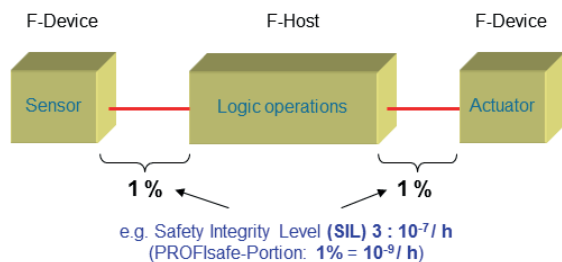 F-Device F-Host F-Device
Sensor Logic operations Actuator
1 % 1 %
e.g. Safety Integrity Level (SIL) 3 : 10⁻⁷/ h
(PROFIsafe-Portion: 1% = 10⁻⁹/ h)